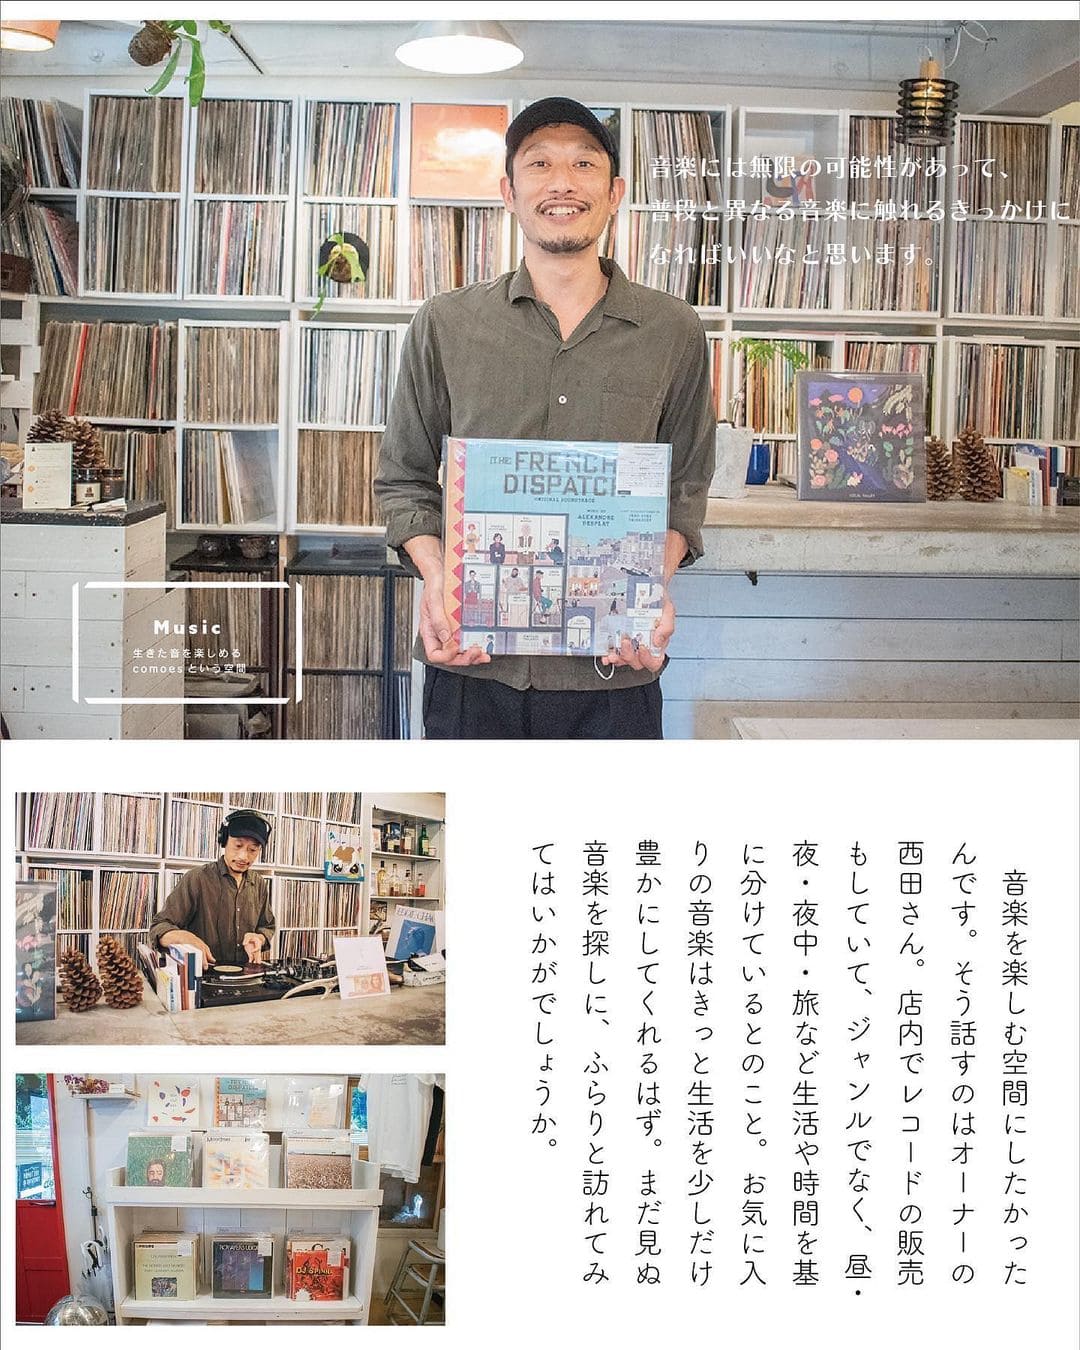 音楽には無限の可能性があって、
普段と異なる音楽に触れるきっかけに
なればいいなと思います。
THE FRENCH
DISPATCH
ORIGINAL SOUNDTRACK
MUSIC BY
ALEXANDRE
DESPLAT
Music
生きた音を楽しめる
comoesという空間
音楽を楽しむ空間にしたかった
んです。そう話すのはオーナーの
西田さん。店内でレコードの販売
もしていて、ジャンルでなく、昼・
夜・夜中・旅など生活や時間を基
に分けているとのこと。お気に入
りの音楽はきっと生活を少しだけ
豊かにしてくれるはず。まだ見ぬ
音楽を探しに、ふらりと訪れてみ
てはいかがでしょうか。